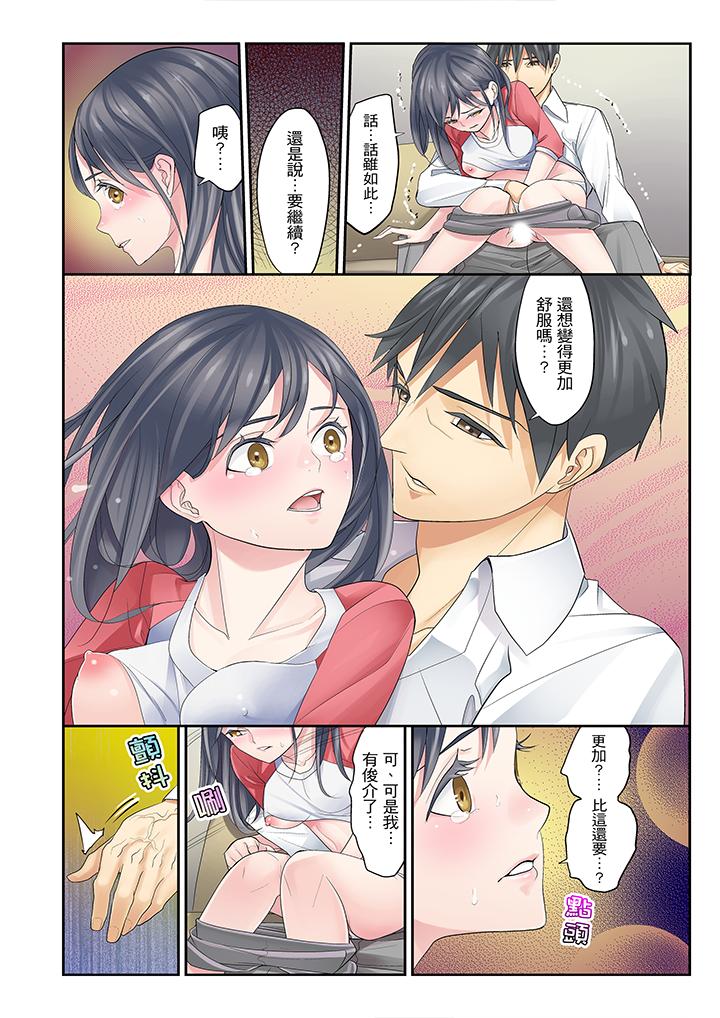 話…話雖如此…
還是說…要繼續？
咦？…
還想變得更加
舒服嗎…？
更加？…比這還要…？
點頭
可、可是我…
有俊介了…
唰
顫抖